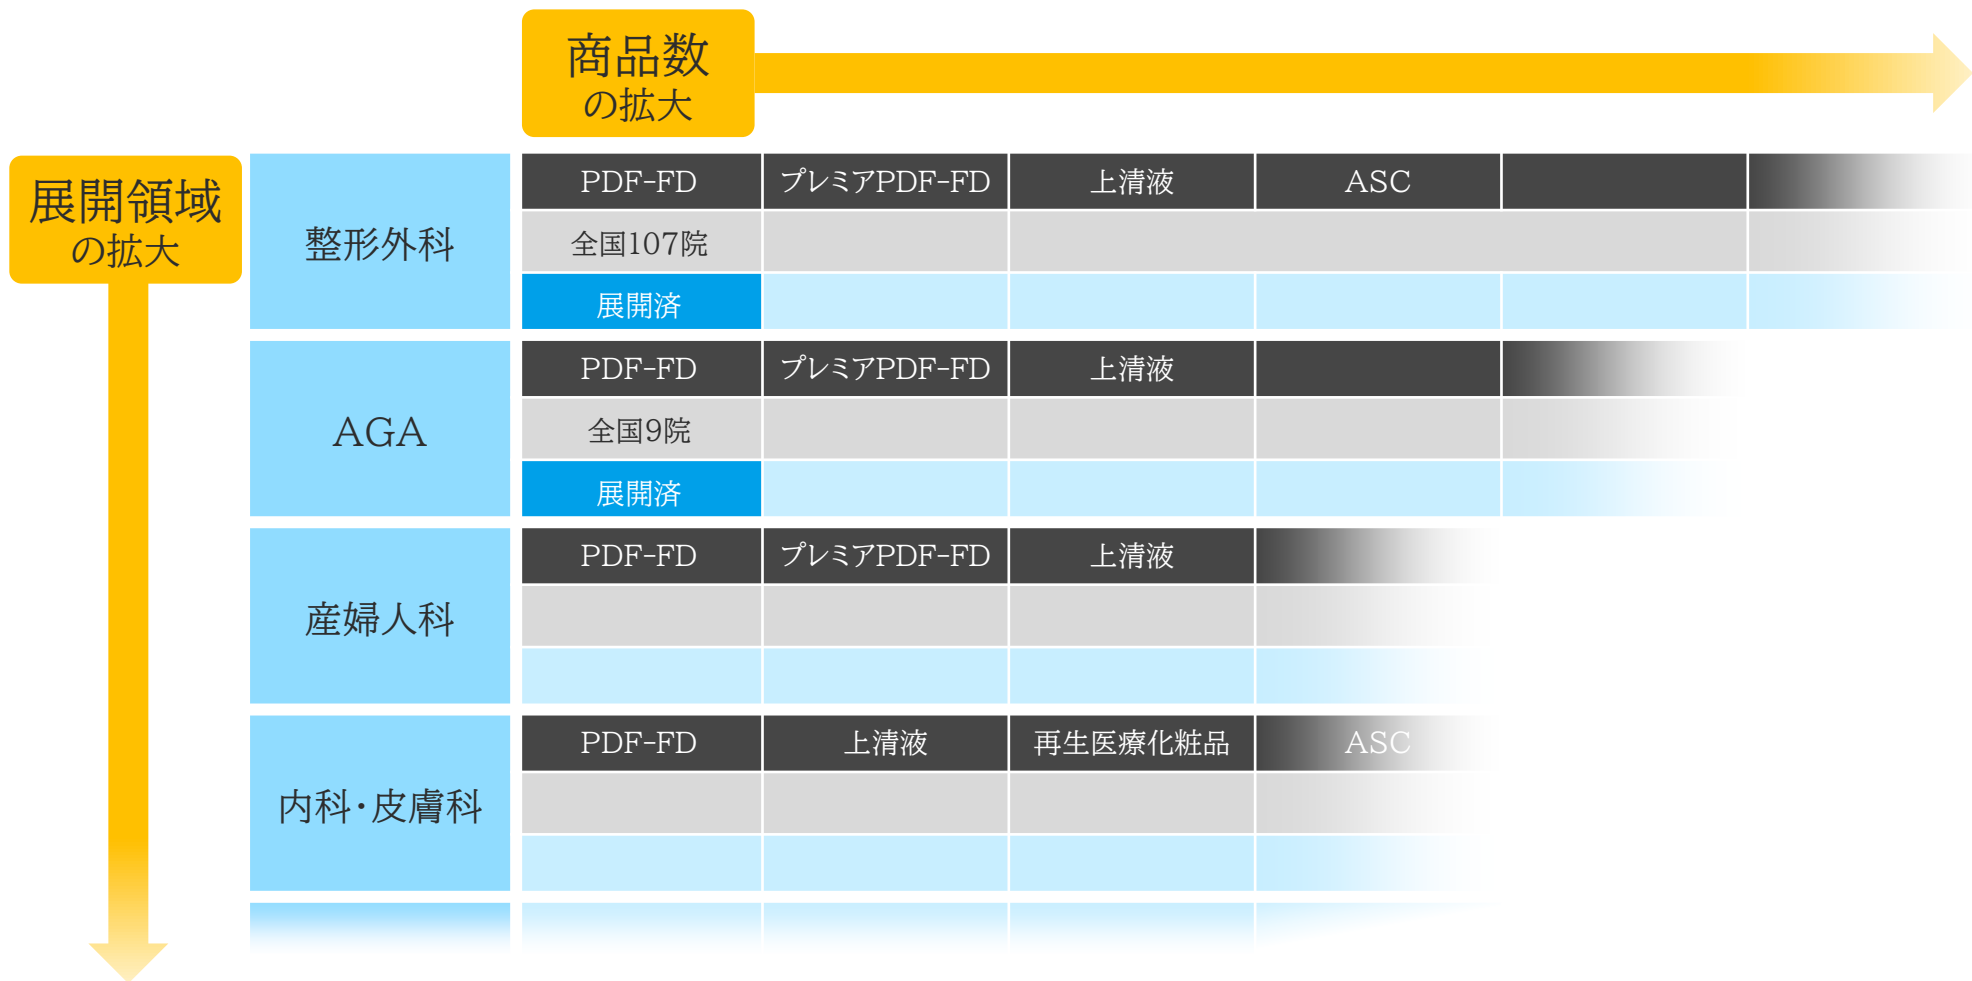 商品数
の拡大
展開領域
の拡大
整形外科
PDF-FD
プレミアPDF-FD
上清液
ASC
全国107院
展開済
AGA
PDF-FD
プレミアPDF-FD
上清液
全国9院
展開済
産婦人科
PDF-FD
プレミアPDF-FD
上清液
内科・皮膚科
PDF-FD
上清液
再生医療化粧品
ASC